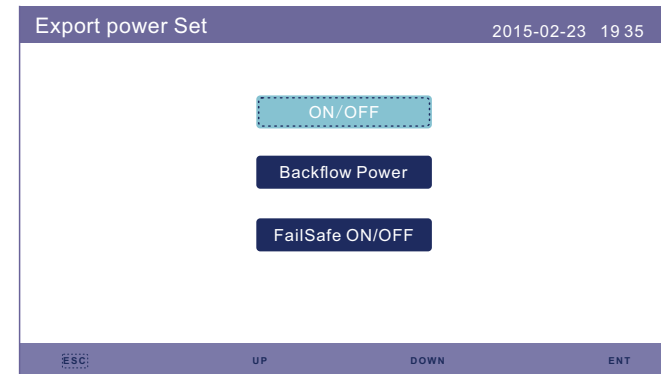 Export power Set 2015-02-23 19 35
ON/OFF
Backflow Power
FailSafe ON/OFF
ESC UP DOWN ENT